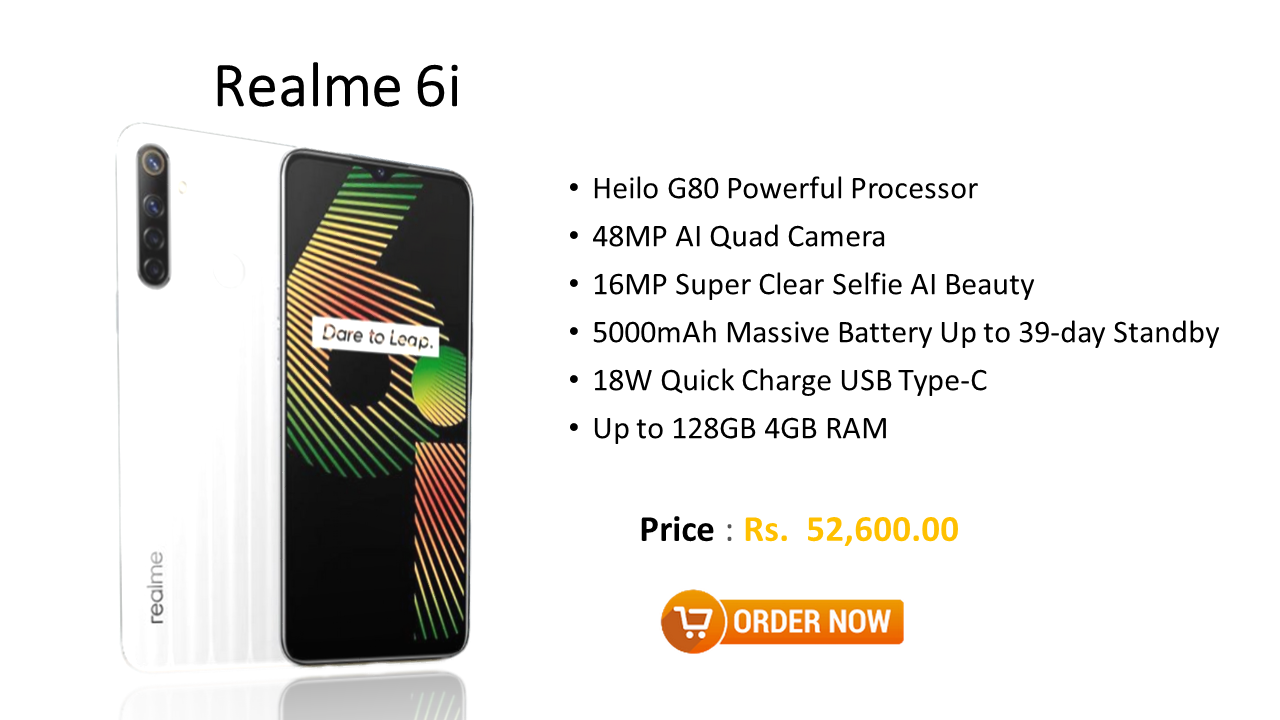 Realme 6i
• Heilo G80 Powerful Processor
• 48MP AI Quad Camera
• 16MP Super Clear Selfie AI Beauty
• 5000mAh Massive Battery Up to 39-day Standby
• 18W Quick Charge USB Type-C
• Up to 128GB 4GB RAM
Dare to Leap.
realme
Price : Rs. 52,600.00
ORDER NOW